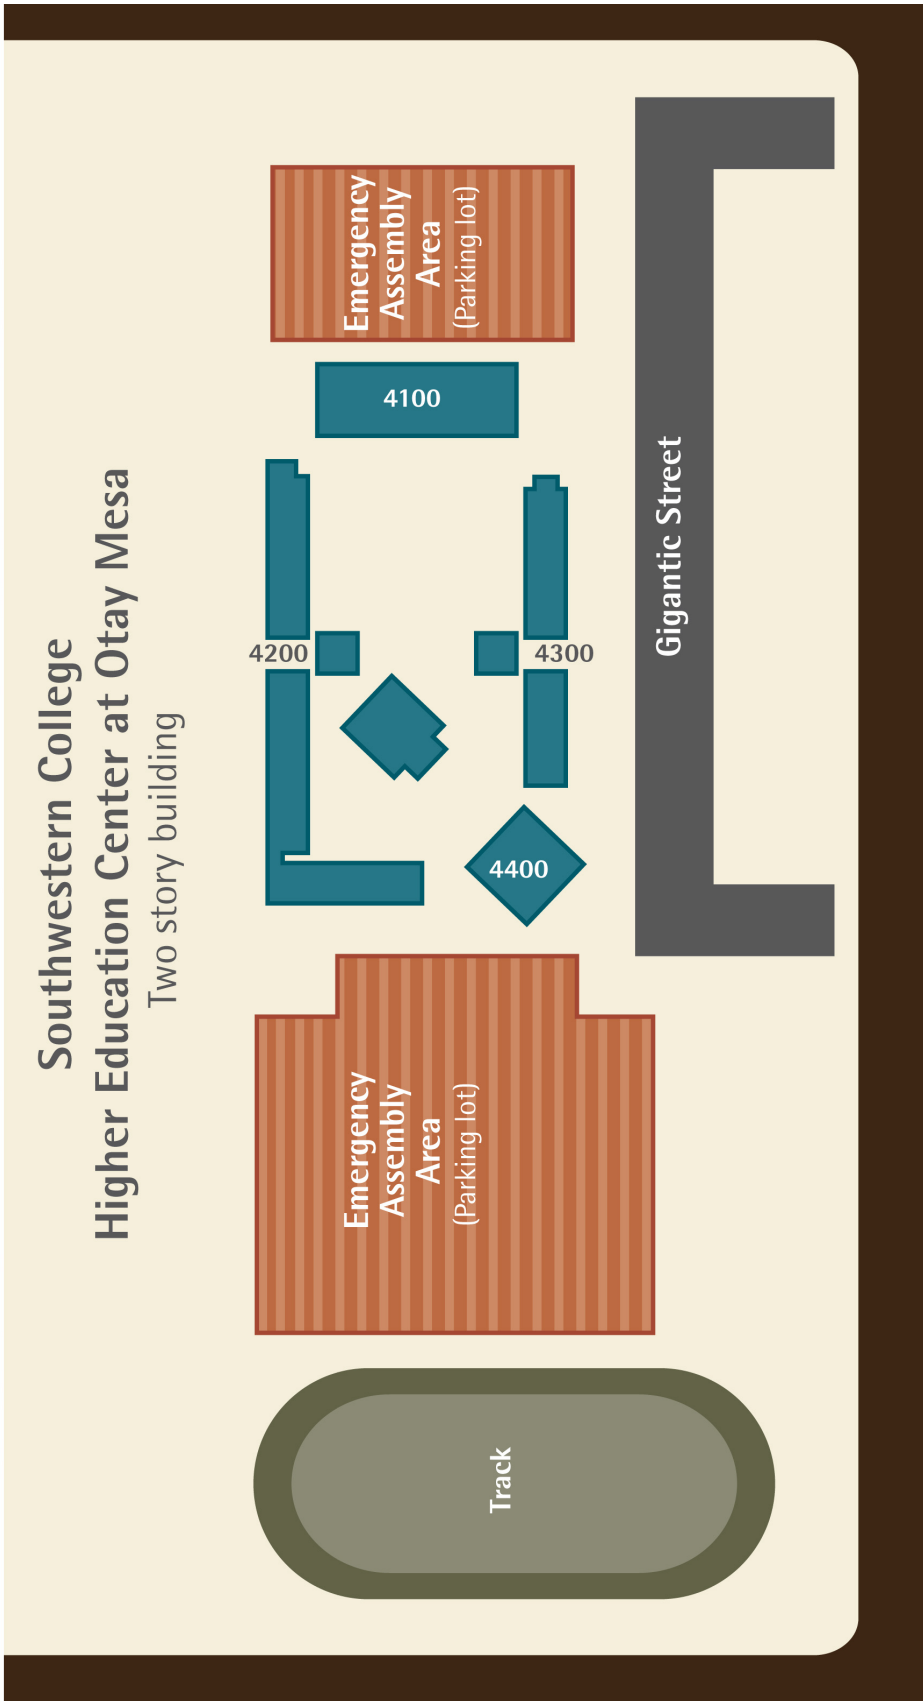 Southwestern College
Higher Education Center at Otay Mesa
Two story building
Emergency
Assembly
Area
(Parking lot)
4100
4200
4300
4400
Gigantic Street
Emergency
Assembly
Area
(Parking lot)
Track